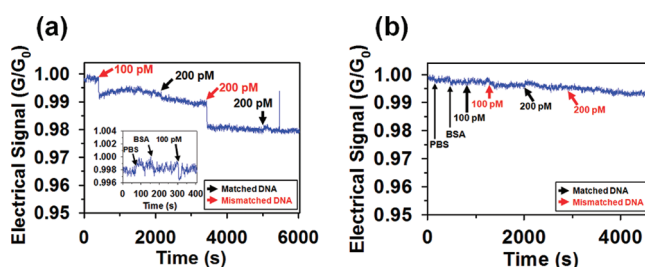 (a)
Electrical Signal (G/G0)
1.00
0.99
0.98
0.97
0.96
0.95
100 pM
200 pM
200 pM
200 pM
1.004
1.002
1.000
0.998
0.996
PBS
BSA
100 pM
0 100 200 300 400
Time (s)
Matched DNA
Mismatched DNA
0 2000 4000 6000
Time (s)
(b)
Electrical Signal (G/G0)
1.00
0.99
0.98
0.97
0.96
0.95
PBS
BSA
100 pM
100 pM
200 pM
200 pM
Matched DNA
Mismatched DNA
0 2000 4000
Time (s)